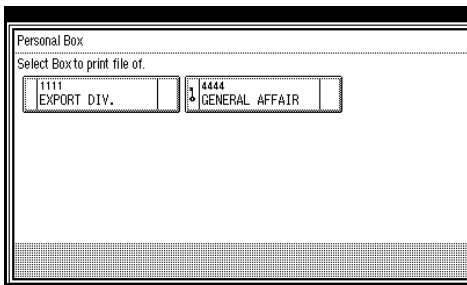 Personal Box
Select Box to print file of.
1111
EXPORT DIV.
4444
GENERAL AFFAIR